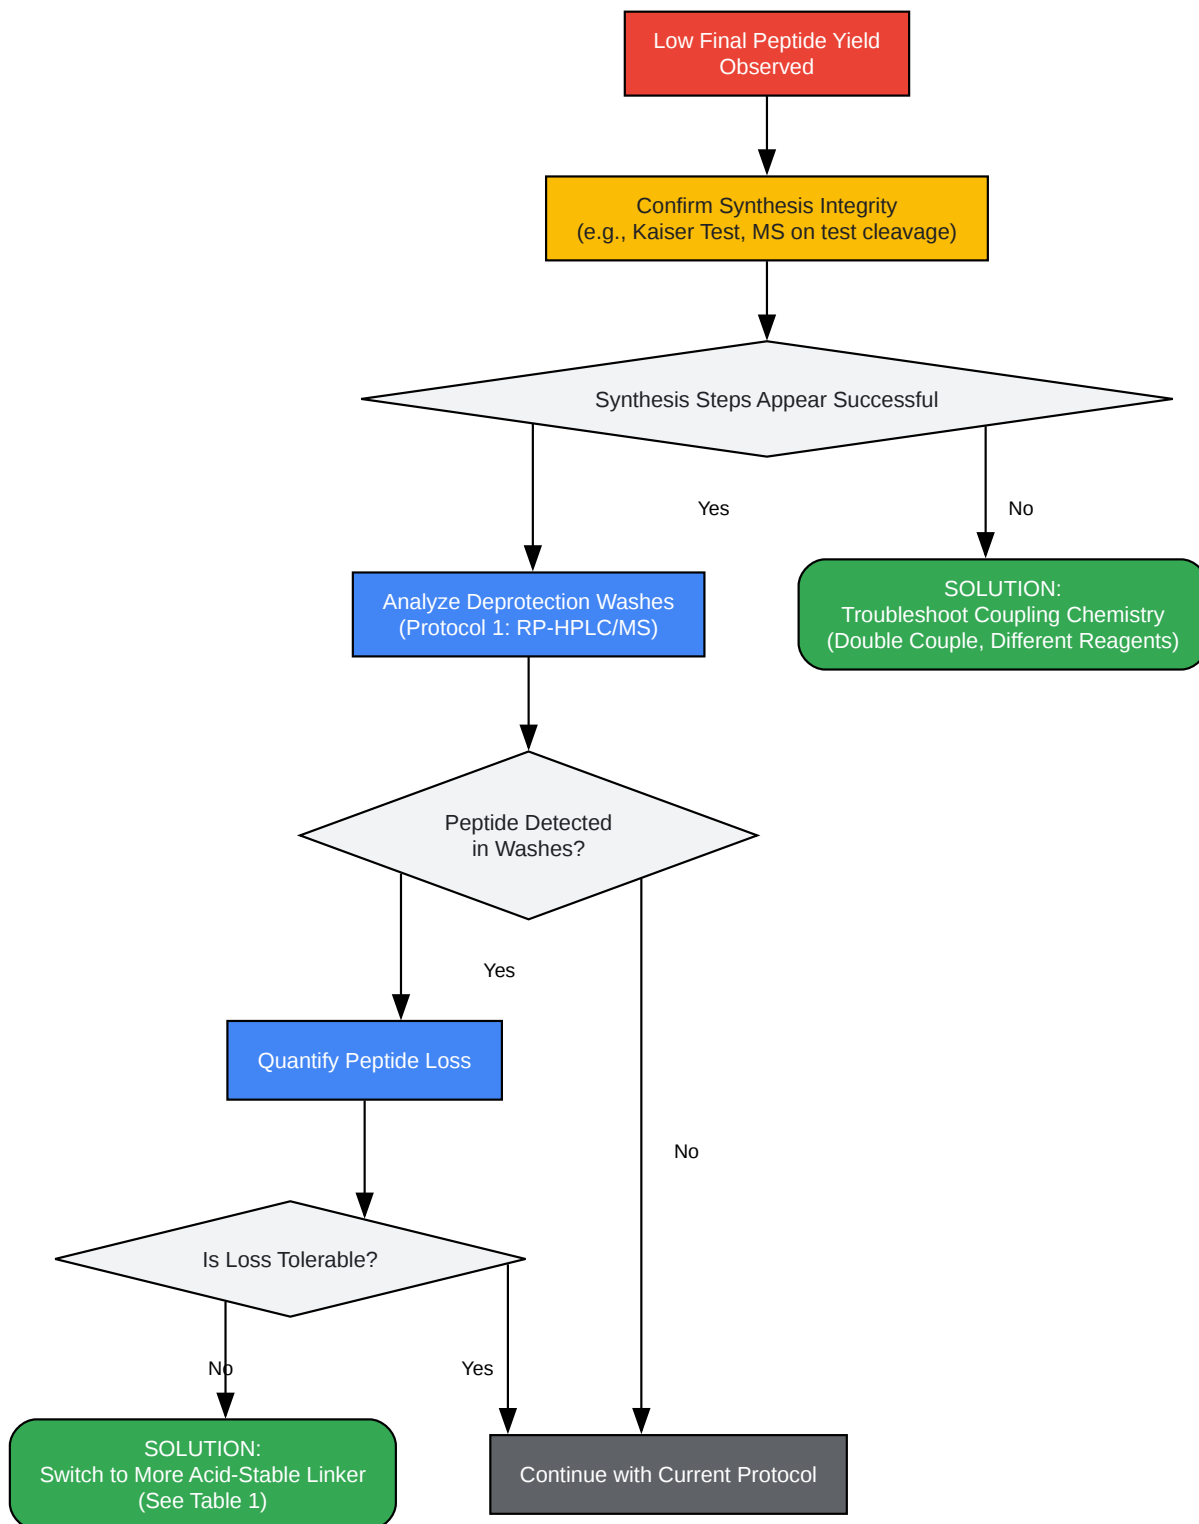 Low Final Peptide Yield
Observed
Confirm Synthesis Integrity
(e.g., Kaiser Test, MS on test cleavage)
Synthesis Steps Appear Successful
Yes
No
Analyze Deprotection Washes
(Protocol 1: RP-HPLC/MS)
SOLUTION:
Troubleshoot Coupling Chemistry
(Double Couple, Different Reagents)
Peptide Detected
in Washes?
Yes
Quantify Peptide Loss
No
Is Loss Tolerable?
No
Yes
SOLUTION:
Switch to More Acid-Stable Linker
(See Table 1)
Continue with Current Protocol